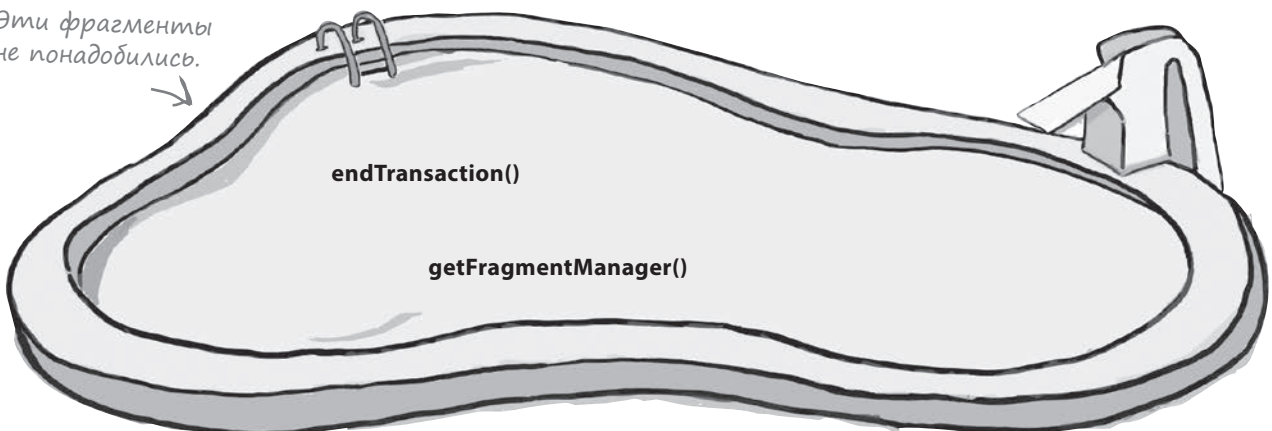 Эти фрагменты
не понадобились.
endTransaction()
getFragmentManager()